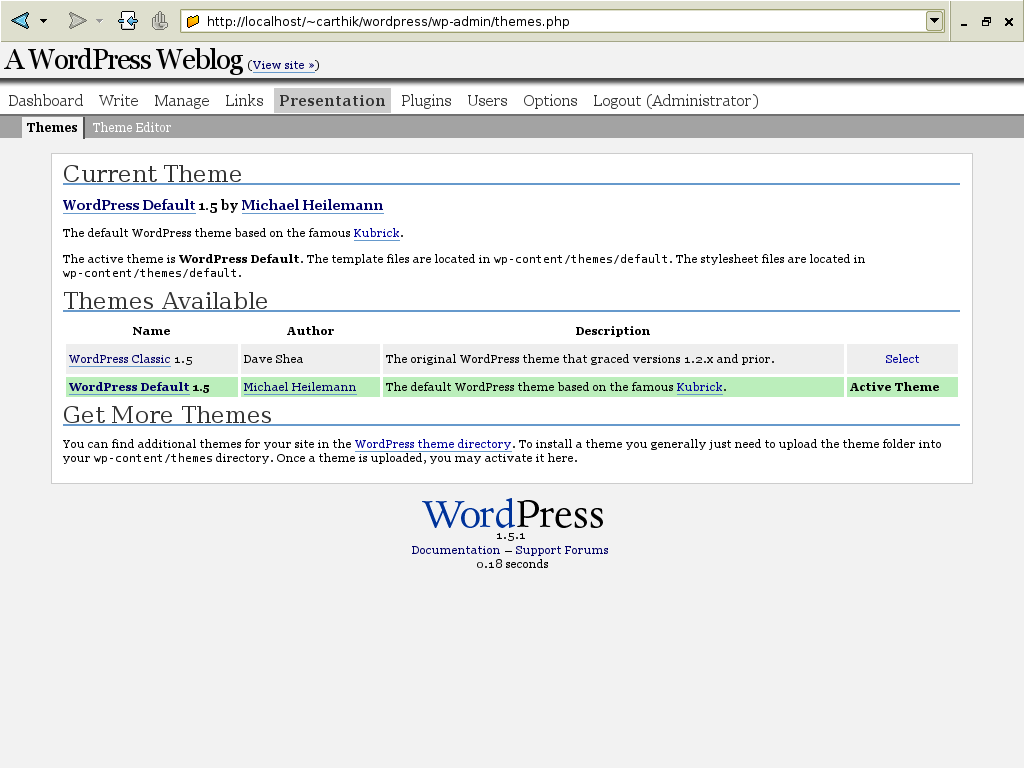 http://localhost/~carthik/wordpress/wp-admin/themes.php
A WordPress Weblog (View site »)
Dashboard Write Manage Links Presentation Plugins Users Options Logout (Administrator)
Themes Theme Editor
Current Theme
WordPress Default 1.5 by Michael Heilemann
The default WordPress theme based on the famous Kubrick.
The active theme is WordPress Default. The template files are located in wp-content/themes/default. The stylesheet files are located in
wp-content/themes/default.
Themes Available
Name Author Description
WordPress Classic 1.5 Dave Shea The original WordPress theme that graced versions 1.2.x and prior. Select
WordPress Default 1.5 Michael Heilemann The default WordPress theme based on the famous Kubrick. Active Theme
Get More Themes
You can find additional themes for your site in the WordPress theme directory. To install a theme you generally just need to upload the theme folder into
your wp-content/themes directory. Once a theme is uploaded, you may activate it here.
WordPress
1.5.1
Documentation — Support Forums
0.18 seconds